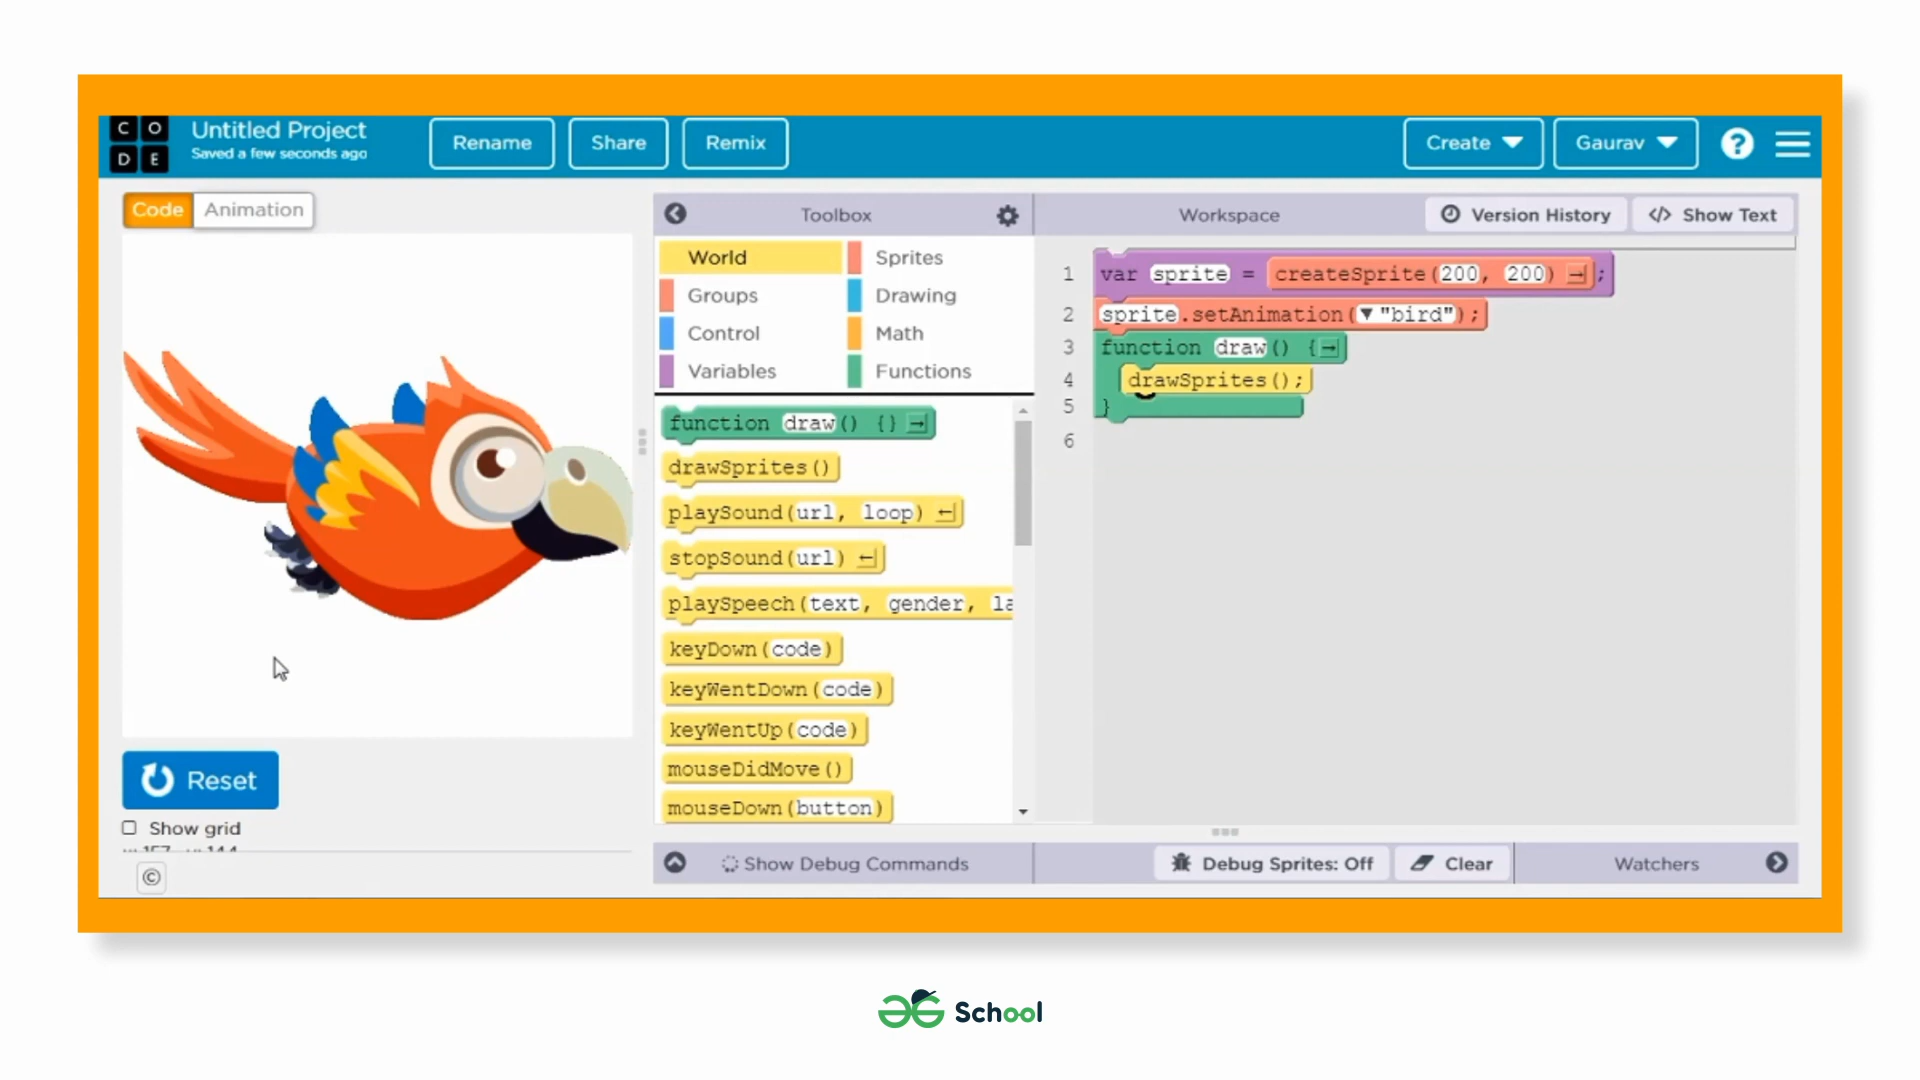 CO
DE
Untitled Project
Saved a few seconds ago
Rename
Share
Remix
Create
Gaurav
?
Code
Animation
Toolbox
Workspace
Version History
</> Show Text
World
Sprites
Groups
Drawing
Control
Math
Variables
Functions
function draw() {}
drawSprites()
playSound(url, loop)
stopSound(url)
playSpeech(text, gender, la
keyDown(code)
keyWentDown(code)
keyWentUp(code)
mouseDidMove()
mouseDown(button)
1 var sprite = createSprite(200, 200);
2 sprite.setAnimation("bird");
3 function draw() {
4 drawSprites();
5 }
6
Reset
Show grid
©
Show Debug Commands
Debug Sprites: Off
Clear
Watchers
School